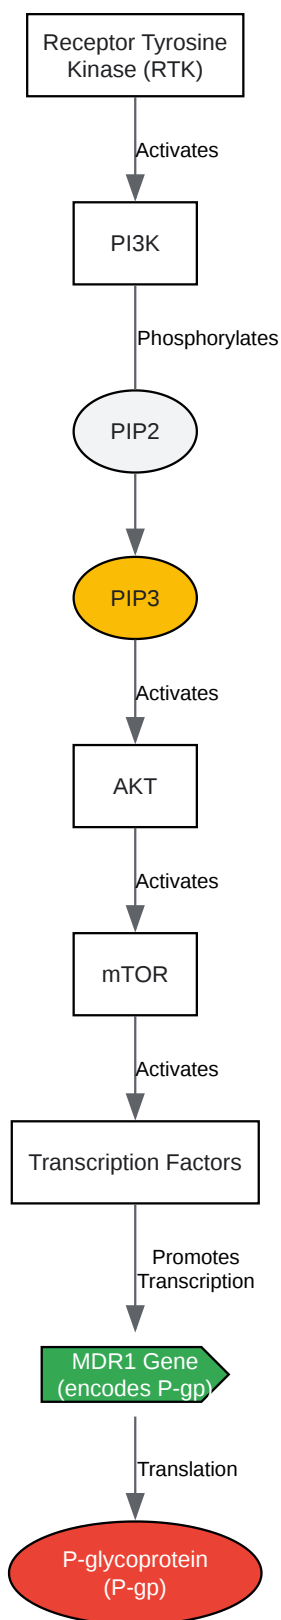 Receptor Tyrosine
Kinase (RTK)
Activates
PI3K
Phosphorylates
PIP2
PIP3
Activates
AKT
Activates
mTOR
Activates
Transcription Factors
Promotes
Transcription
MDR1 Gene
(encodes P-gp)
Translation
P-glycoprotein
(P-gp)